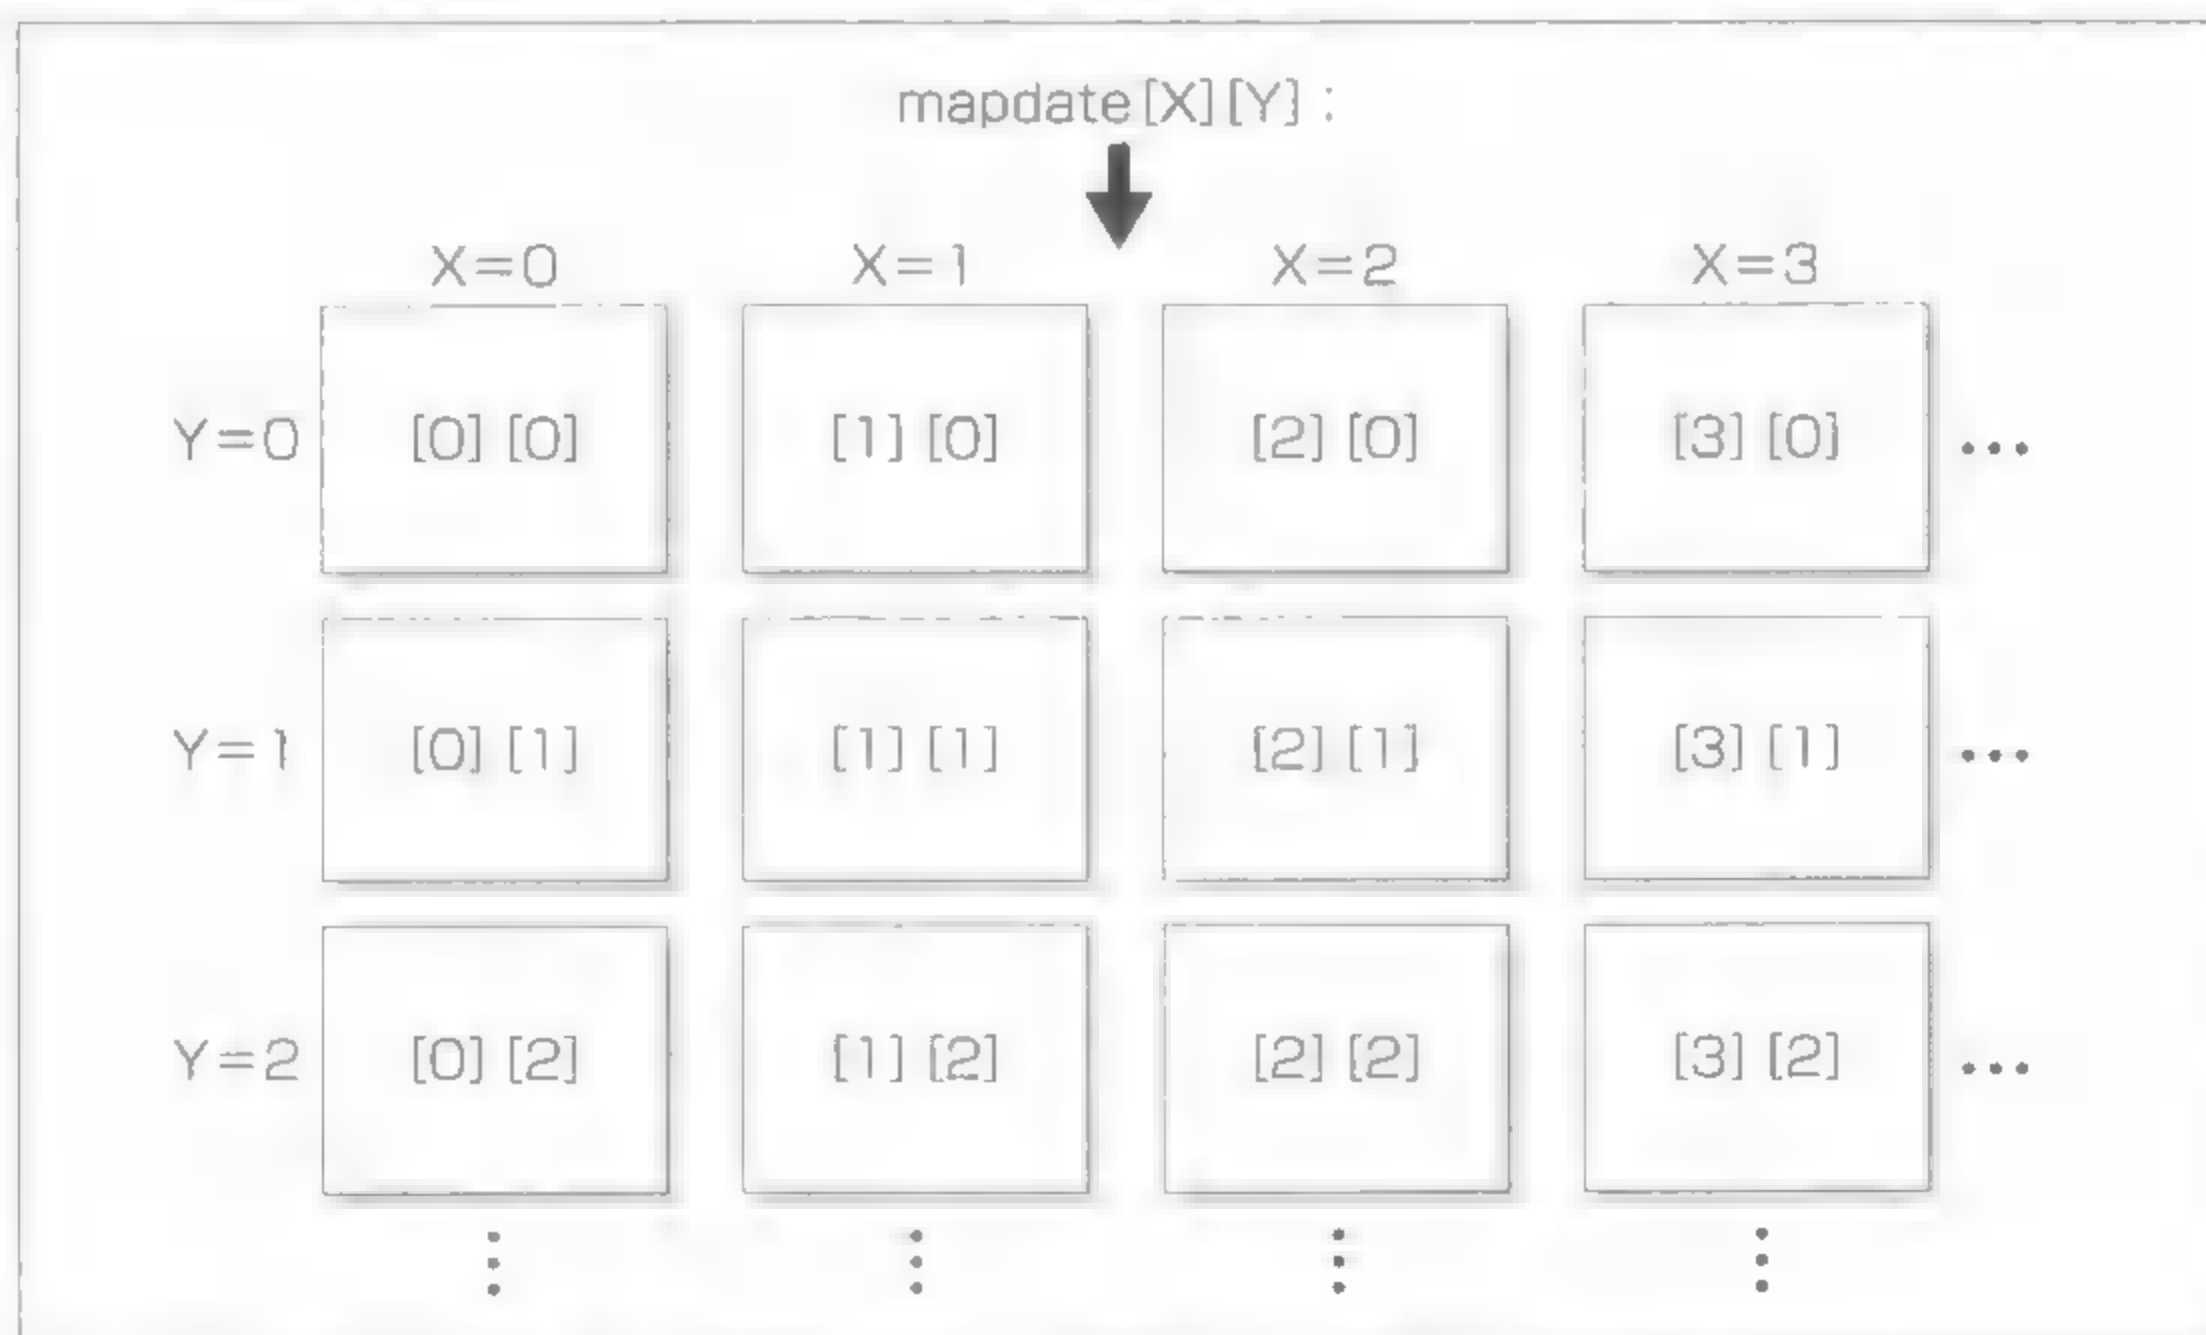 mapdate[X][Y]:
X=0 X=1 X=2 X=3
Y=0 [0][0] [1][0] [2][0] [3][0] ...
Y=1 [0][1] [1][1] [2][1] [3][1] ...
Y=2 [0][2] [1][2] [2][2] [3][2] ...